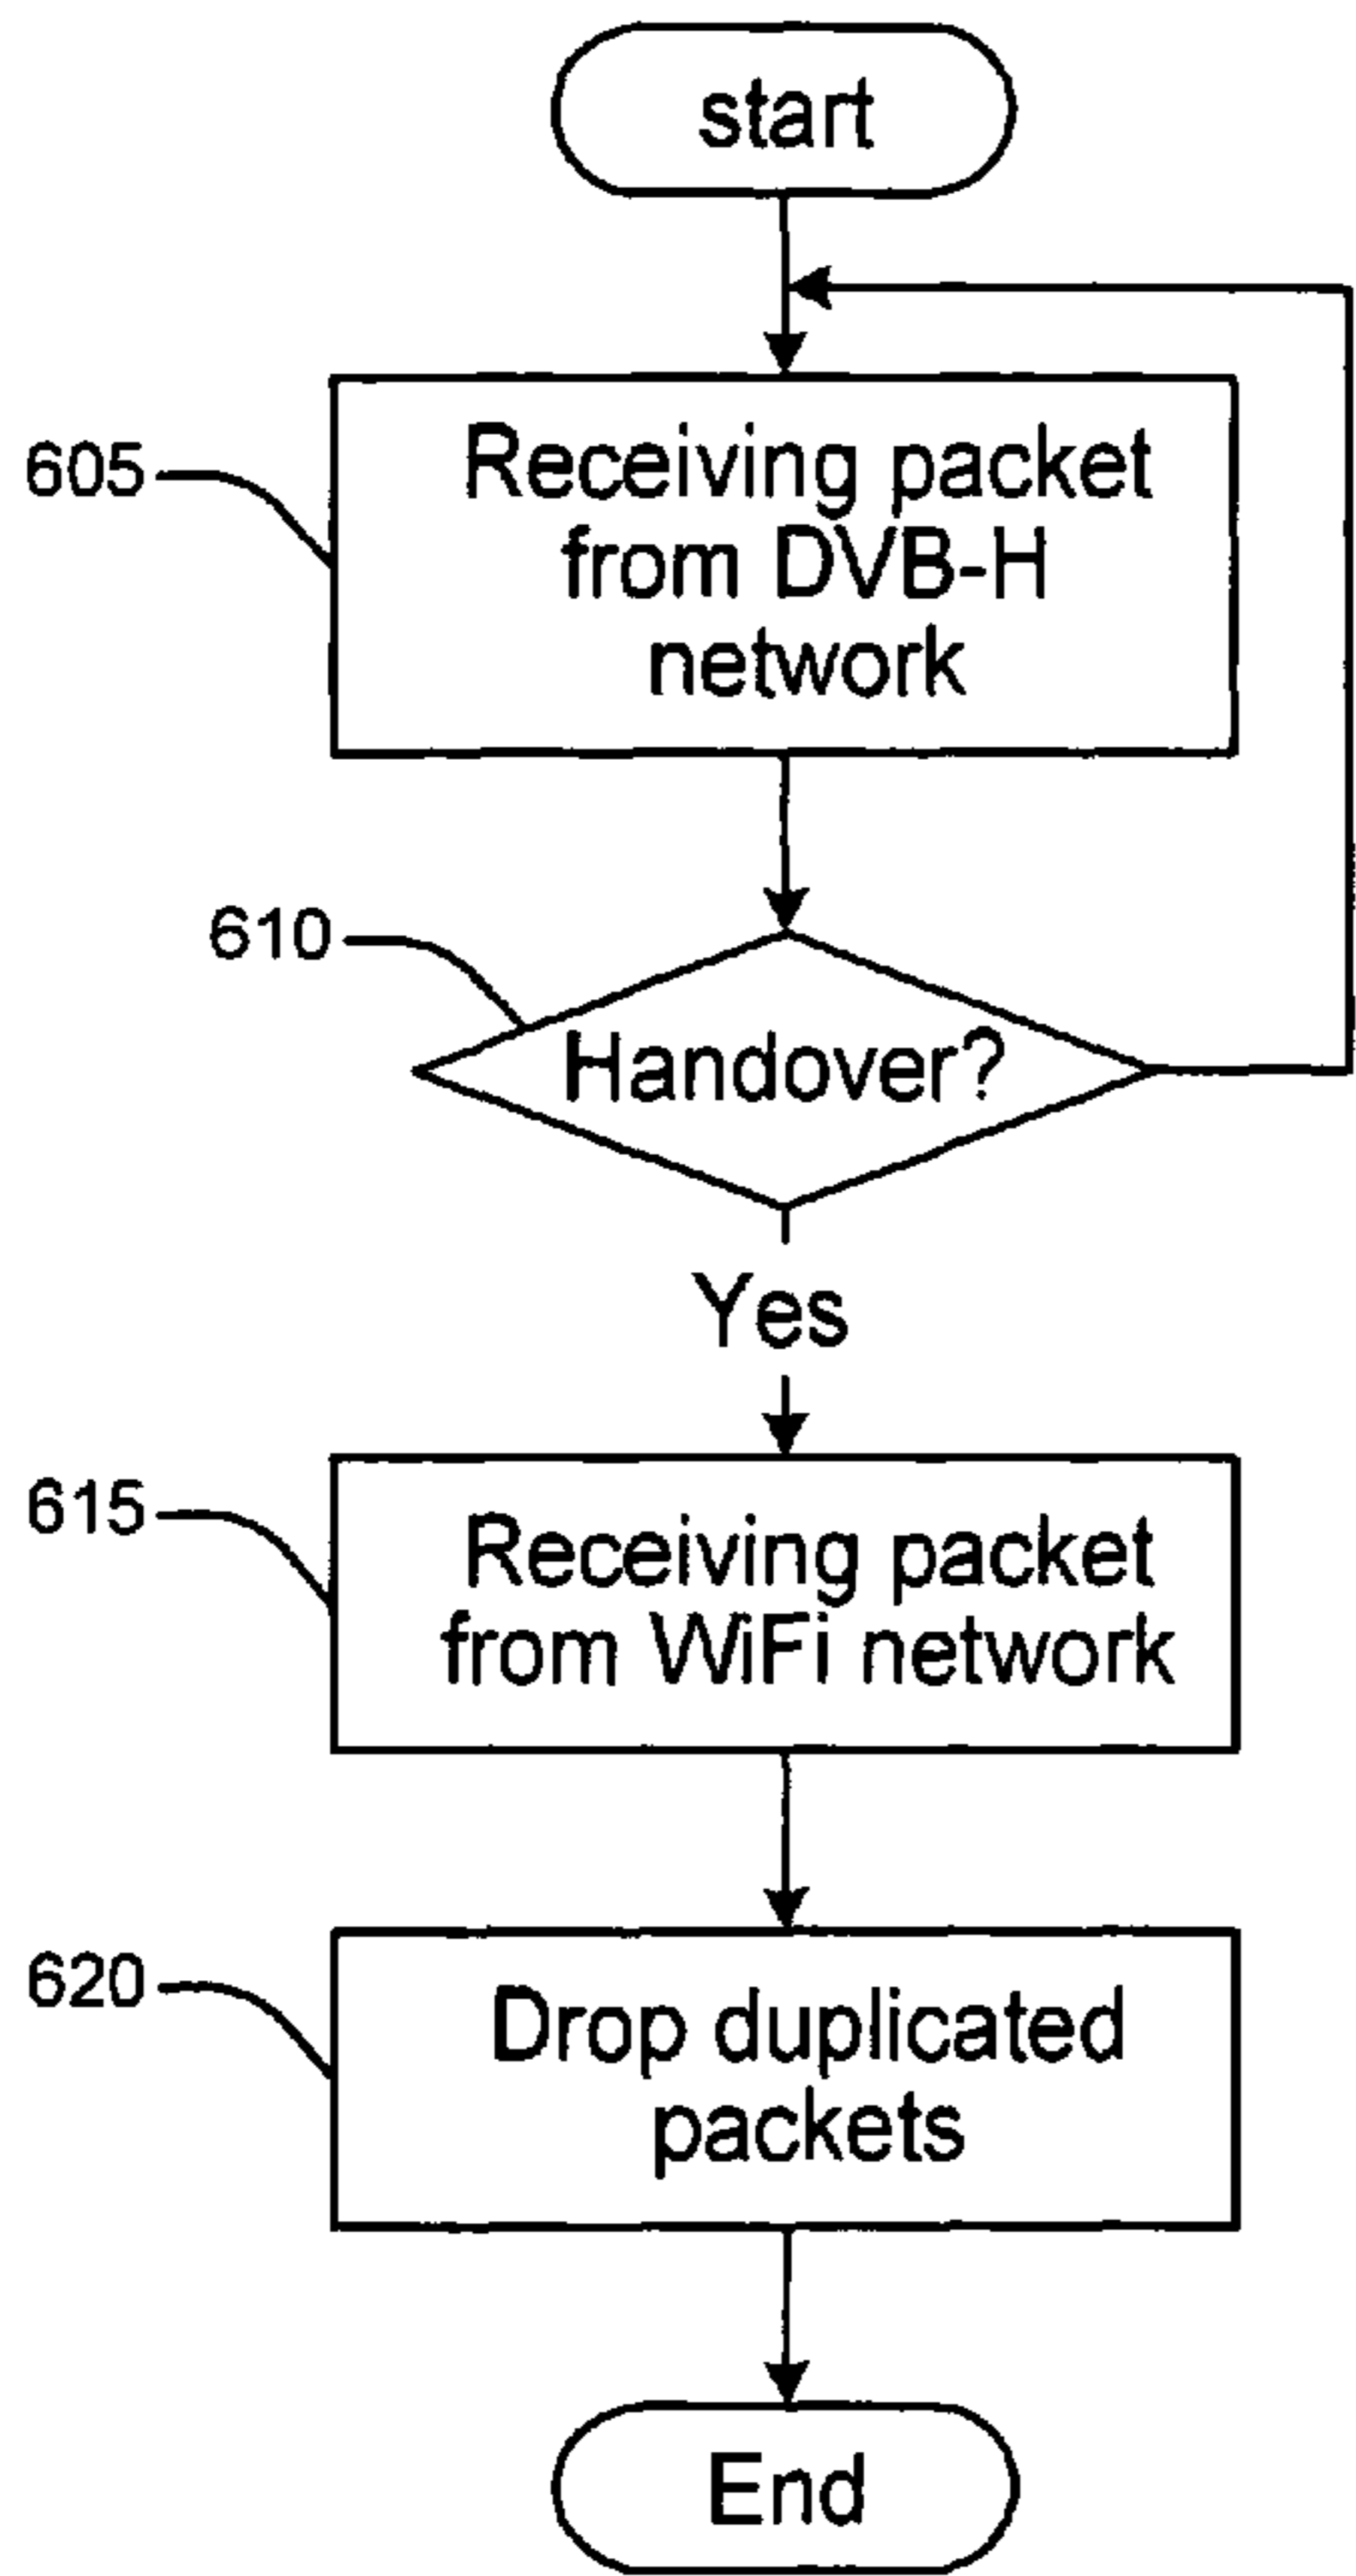 start
605
Receiving packet
from DVB-H
network
610
Handover?
Yes
615
Receiving packet
from WiFi network
620
Drop duplicated
packets
End